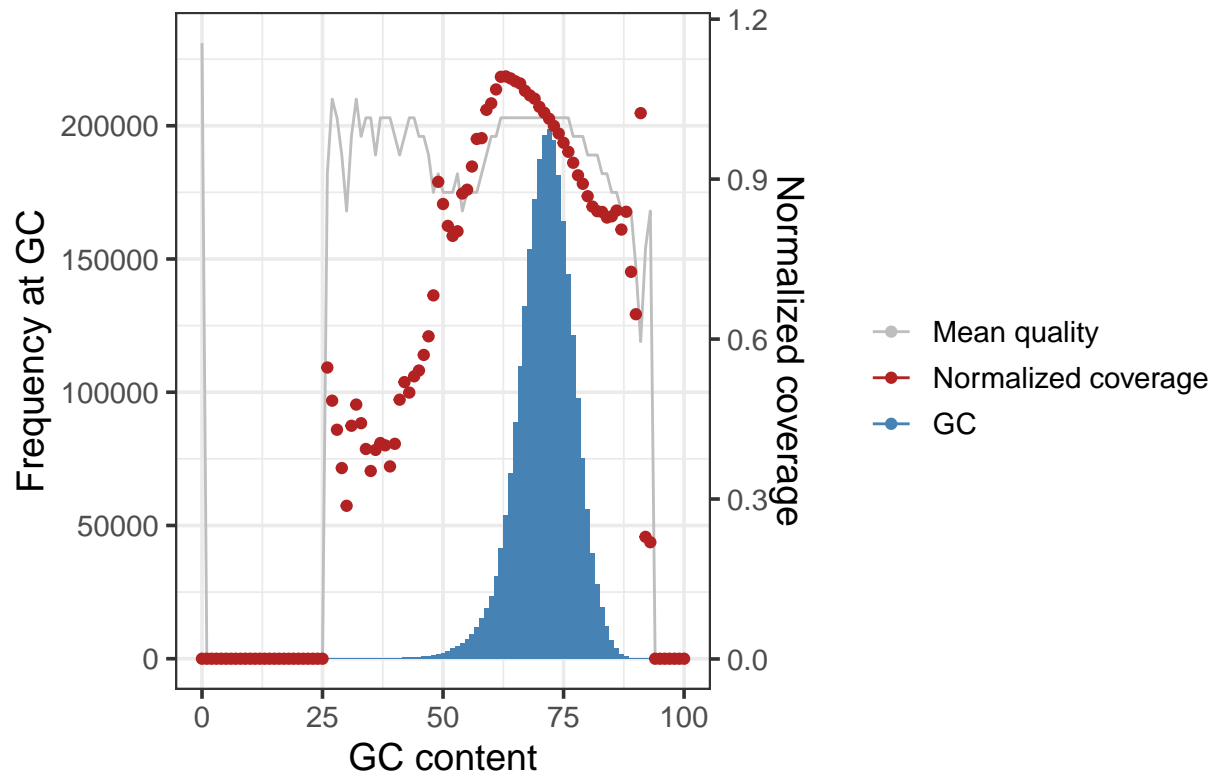 Frequency at GC
200000
150000
100000
50000
0
1.2
0.9
0.6
0.3
0.0
Normalized coverage
0
25
50
75
100
GC content
Mean quality
Normalized coverage
GC